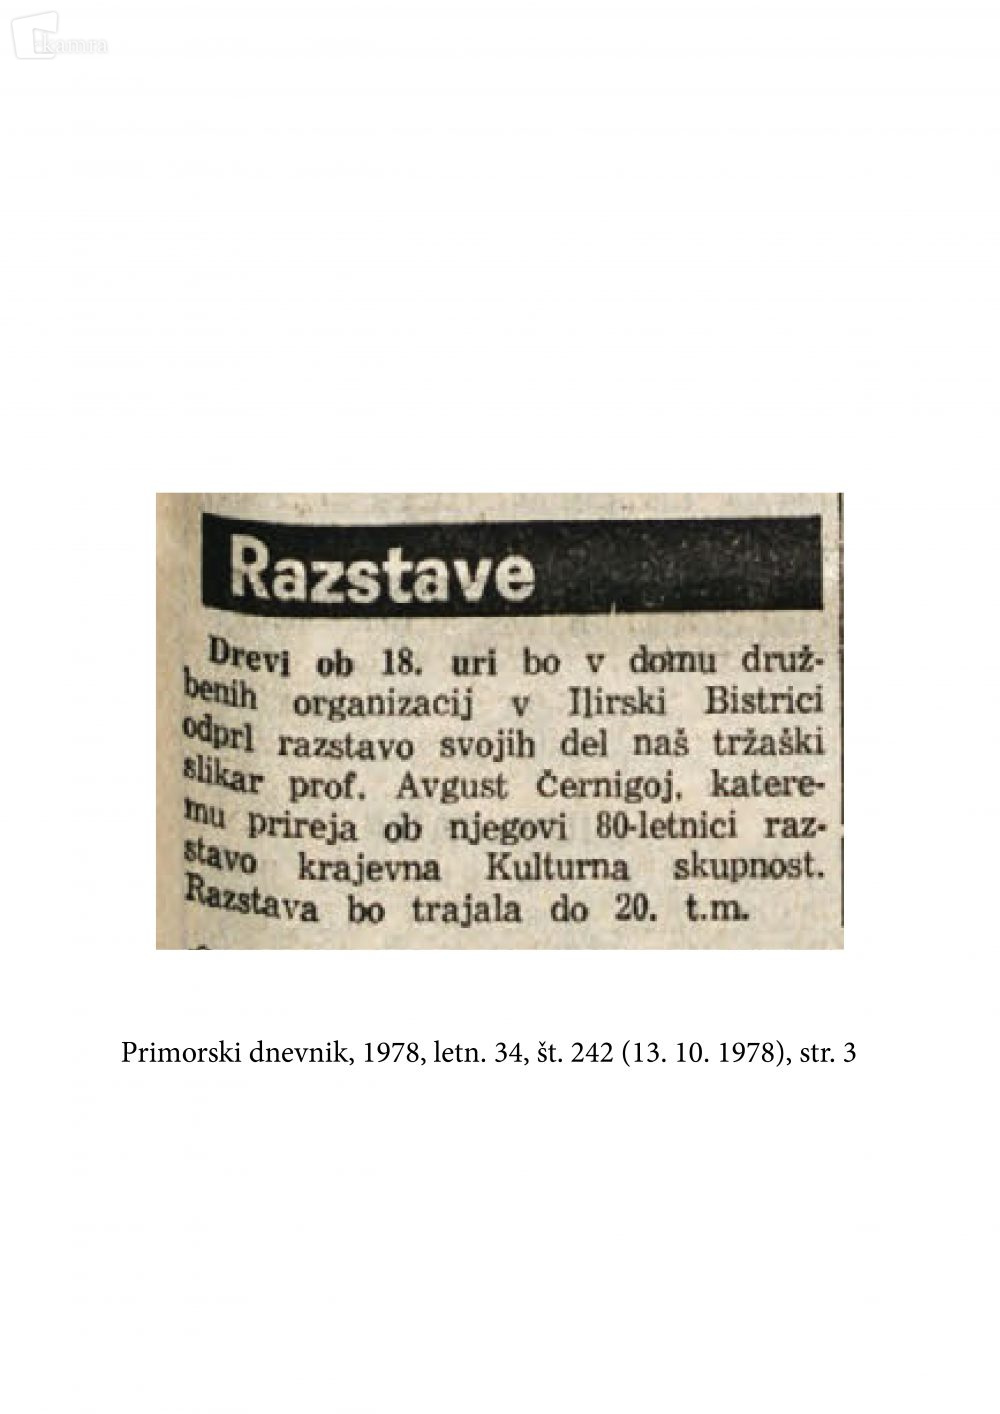 kamra
Razstave
Drevi ob 18. uri bo v domu druž-
benih organizacij v Ilirski Bistrici
odprl razstavo svojih del naš tržaški
slikar prof. Avgust Černigoj, katere-
mu prireja ob njegovi 80-letnici raz-
stavo krajevna Kulturna skupnost.
Razstava bo trajala do 20. t.m.
Primorski dnevnik, 1978, letn. 34, št. 242 (13. 10. 1978), str. 3